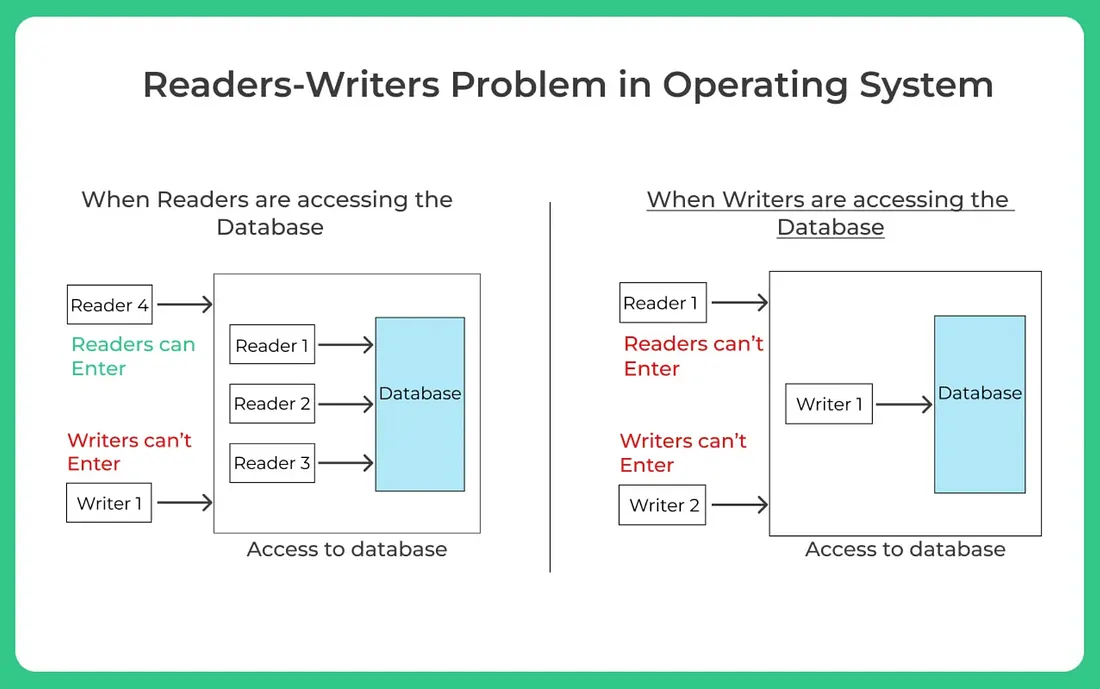 Readers-Writers Problem in Operating System
When Readers are accessing the
Database
Reader 4
Readers can
Enter
Writers can't
Enter
Writer 1
Reader 1
Reader 2
Reader 3
Database
Access to database
When Writers are accessing the
Database
Reader 1
Readers can't
Enter
Writers can't
Enter
Writer 2
Writer 1
Database
Access to database